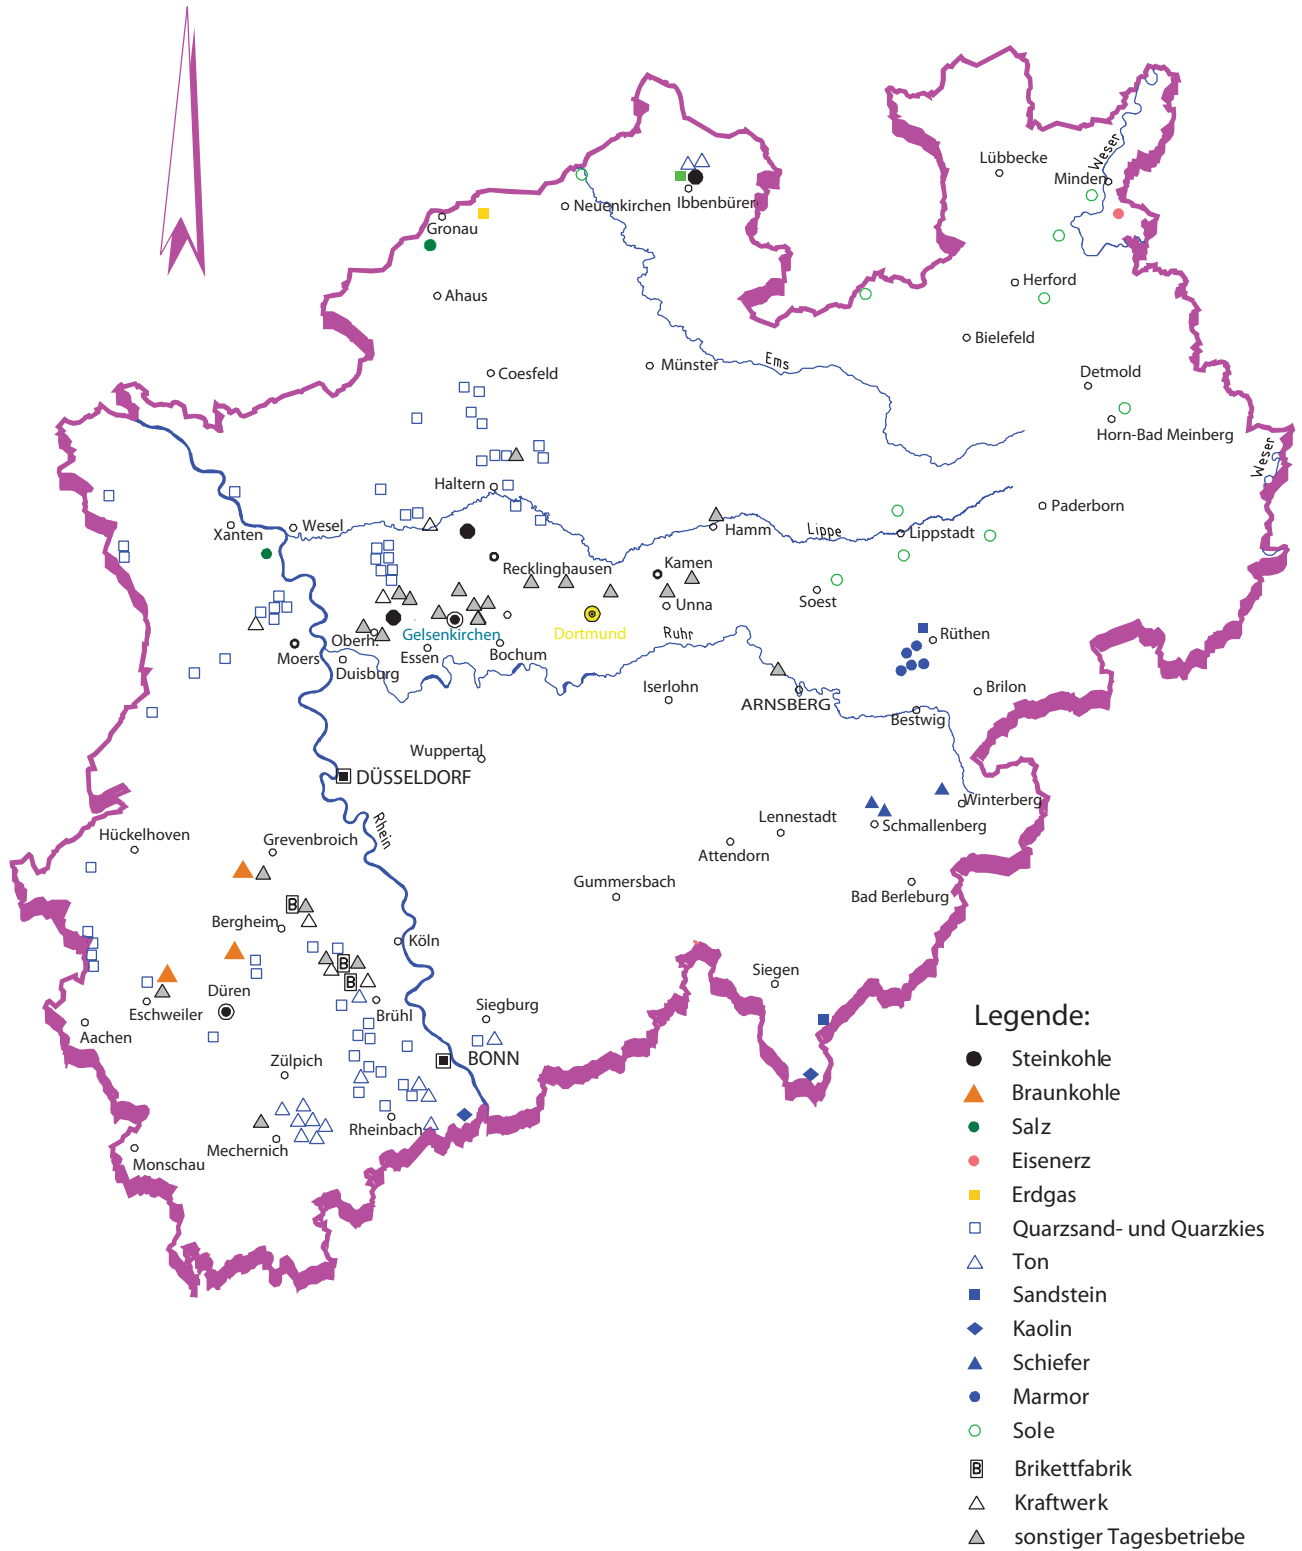 Weser
Lübbecke
Minden
Ibbenbüren
Neuenkirchen
Gronau
Herford
Ahaus
Bielefeld
Ems
Münster
Detmold
Coesfeld
Horn-Bad Meinberg
Weser
Haltern
Paderborn
Xanten
Wesel
Hamm
Lippe
Lippstadt
Recklinghausen
Kamen
Unna
Soest
Oberh.
Gelsenkirchen
Dortmund
Ruhr
Rüthen
Moers
Duisburg
Essen
Bochum
Iserlohn
ARNSBERG
Brilon
Bestwig
Wuppertal
DÜSSELDORF
Rhein
Winterberg
Lennestadt
Schmallenberg
Hückelhoven
Grevenbroich
Attendorn
Gummersbach
Bad Berleburg
B
Bergheim
Köln
B
B
Siegen
Düren
Eschweiler
Brühl
Siegburg
Aachen
Zülpich
BONN
Rheinbach
Mechernich
Monschau
Legende:
Steinkohle
Braunkohle
Salz
Eisenerz
Erdgas
Quarzsand- und Quarzkies
Ton
Sandstein
Kaolin
Schiefer
Marmor
Sole
B Brikettfabrik
Kraftwerk
sonstiger Tagesbetriebe